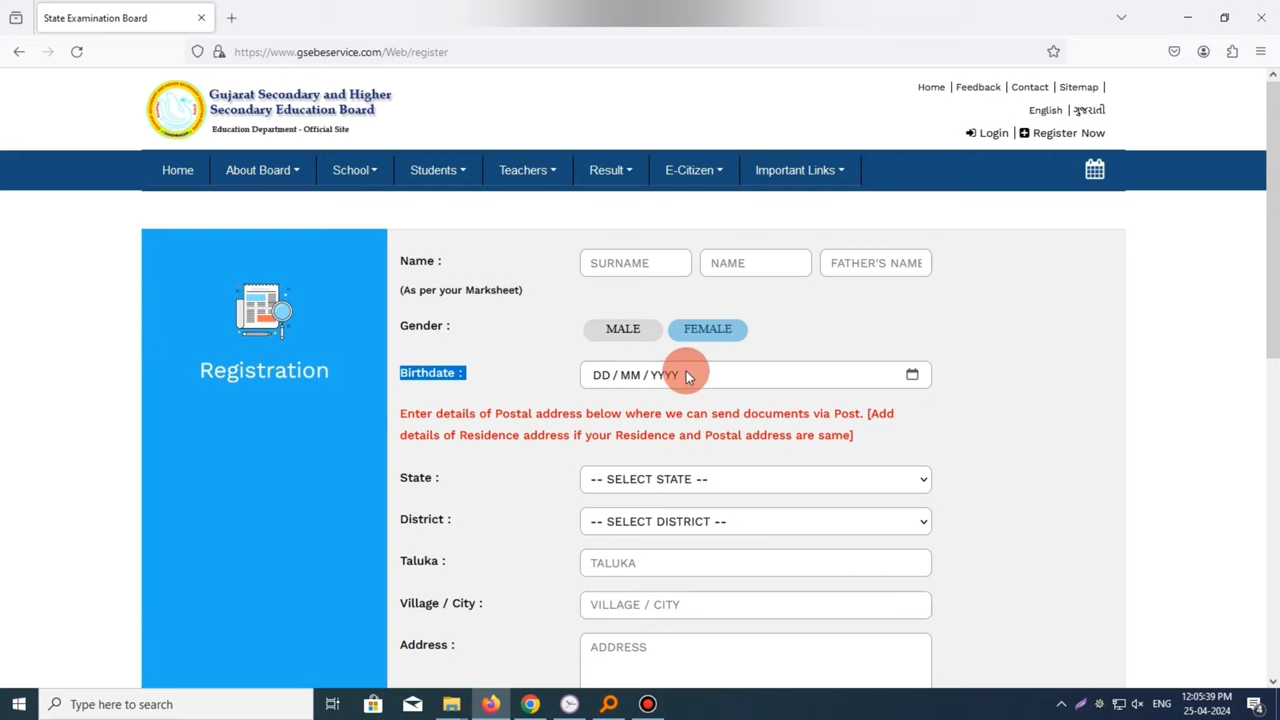 State Examination Board
https://www.gsebeservice.com/Web/register
Gujarat Secondary and Higher
Secondary Education Board
Education Department - Official Site
Home | Feedback | Contact | Sitemap |
English | ગુજરાતી
Login Register Now
Home About Board School Students Teachers Result E-Citizen Important Links
Registration
Name : SURNAME NAME FATHER'S NAME
(As per your Marksheet)
Gender : MALE FEMALE
Birthdate : DD / MM / YYYY
Enter details of Postal address below where we can send documents via Post. [Add
details of Residence address if your Residence and Postal address are same]
State : -- SELECT STATE --
District : -- SELECT DISTRICT --
Taluka : TALUKA
Village / City : VILLAGE / CITY
Address : ADDRESS
Type here to search
ENG
12:05:39 PM
25-04-2024
4